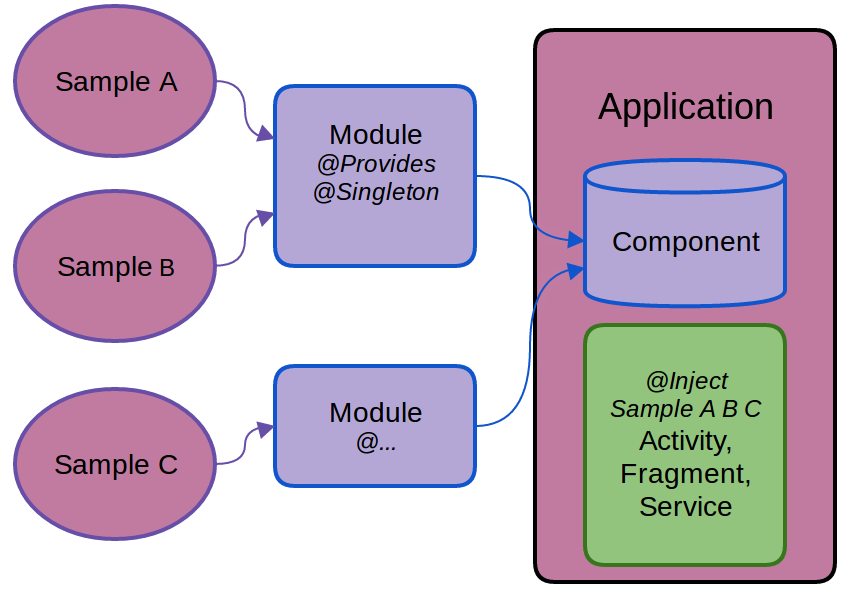 Sample A
Sample B
Sample C
Module
@Provides
@Singleton
Module
@...
Application
Component
@Inject
Sample A B C
Activity,
Fragment,
Service